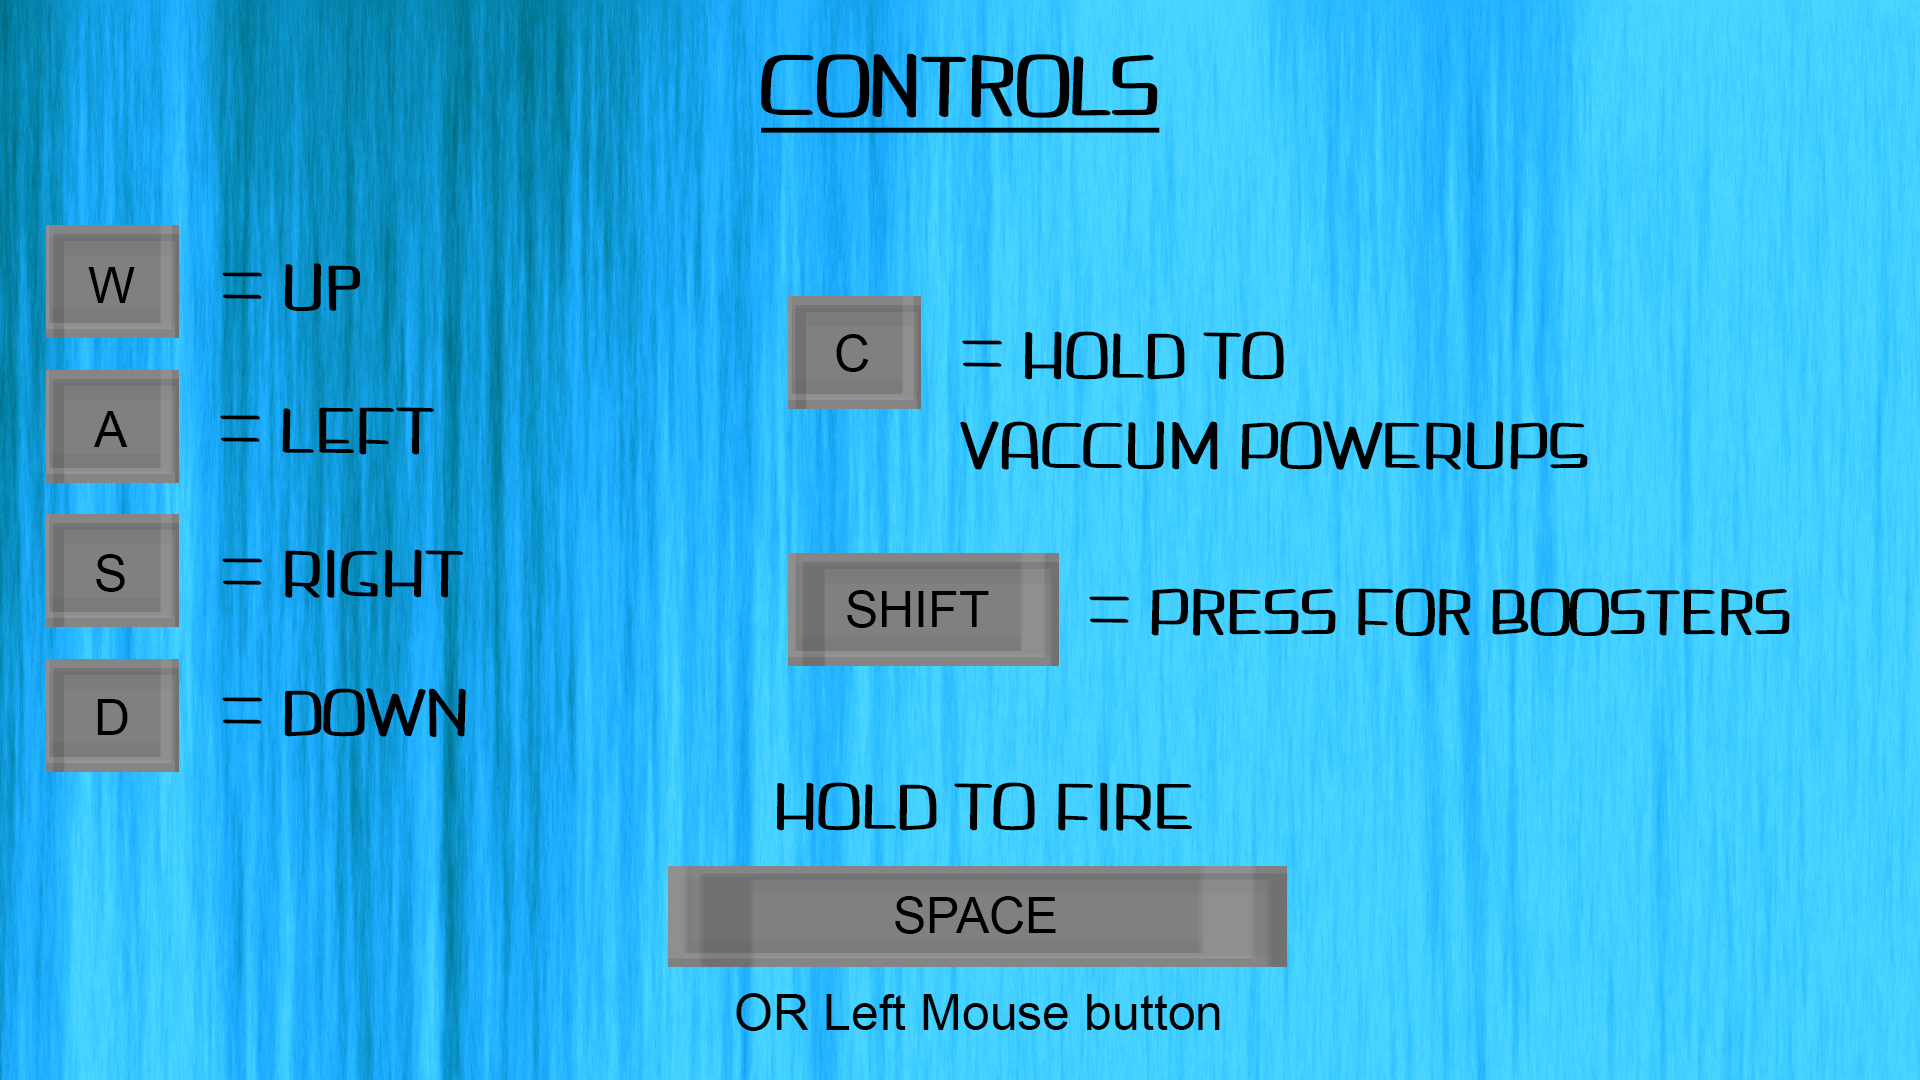 CONTROLS
W = UP
A = LEFT
S = RIGHT
D = DOWN
C = HOLD TO
VACCUM POWERUPS
SHIFT = PRESS FOR BOOSTERS
HOLD TO FIRE
SPACE
OR Left Mouse button